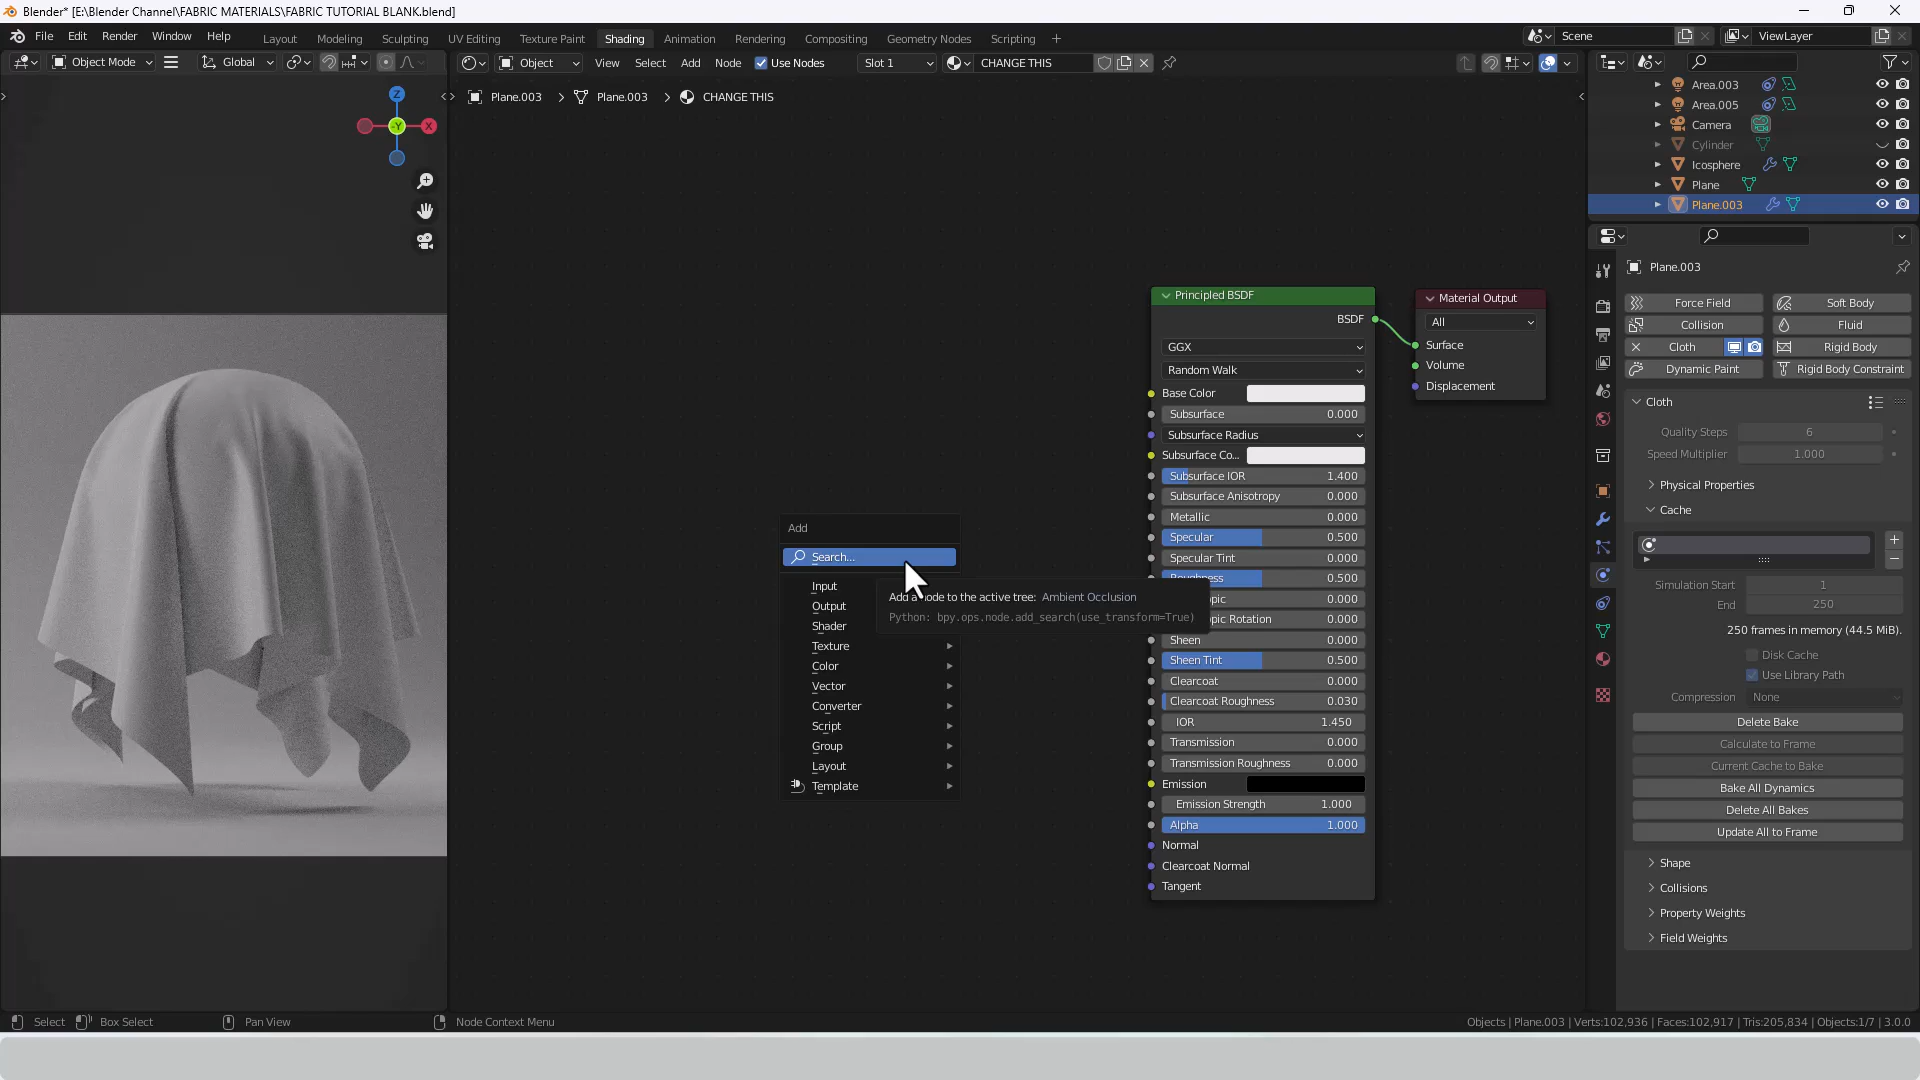 Blender* [E:\Blender Channel\FABRIC MATERIALS\FABRIC TUTORIAL BLANK.blend]
File Edit Render Window Help Layout Modeling Sculpting UV Editing Texture Paint Shading Animation Rendering Compositing Geometry Nodes Scripting + Scene ViewLayer
Object Mode Global Object View Select Add Node Use Nodes Slot 1 CHANGE THIS
Plane.003 > Plane.003 > CHANGE THIS
Z
-Y
X
Add
Search...
Input
Output
Shader
Texture
Color
Vector
Converter
Script
Group
Layout
Template
Add a node to the active tree: Ambient Occlusion
Python: bpy.ops.node.add_search(use_transform=True)
Principled BSDF
BSDF
GGX
Random Walk
Base Color
Subsurface 0.000
Subsurface Radius
Subsurface Co...
Subsurface IOR 1.400
Subsurface Anisotropy 0.000
Metallic 0.000
Specular 0.500
Specular Tint 0.000
Roughness 0.500
opic 0.000
opic Rotation 0.000
Sheen 0.000
Sheen Tint 0.500
Clearcoat 0.000
Clearcoat Roughness 0.030
IOR 1.450
Transmission 0.000
Transmission Roughness 0.000
Emission
Emission Strength 1.000
Alpha 1.000
Normal
Clearcoat Normal
Tangent
Material Output
All
Surface
Volume
Displacement
Area.003
Area.005
Camera
Cylinder
Icosphere
Plane
Plane.003
Plane.003
Force Field Soft Body
Collision Fluid
Cloth Rigid Body
Dynamic Paint Rigid Body Constraint
Cloth
Quality Steps 6
Speed Multiplier 1.000
Physical Properties
Cache
Simulation Start 1
End 250
250 frames in memory (44.5 MiB).
Disk Cache
Use Library Path
Compression None
Delete Bake
Calculate to Frame
Current Cache to Bake
Bake All Dynamics
Delete All Bakes
Update All to Frame
Shape
Collisions
Property Weights
Field Weights
Select Box Select Pan View Node Context Menu Objects | Plane.003 | Verts:102,936 | Faces:102,917 | Tris:205,834 | Objects:1/7 | 3.0.0